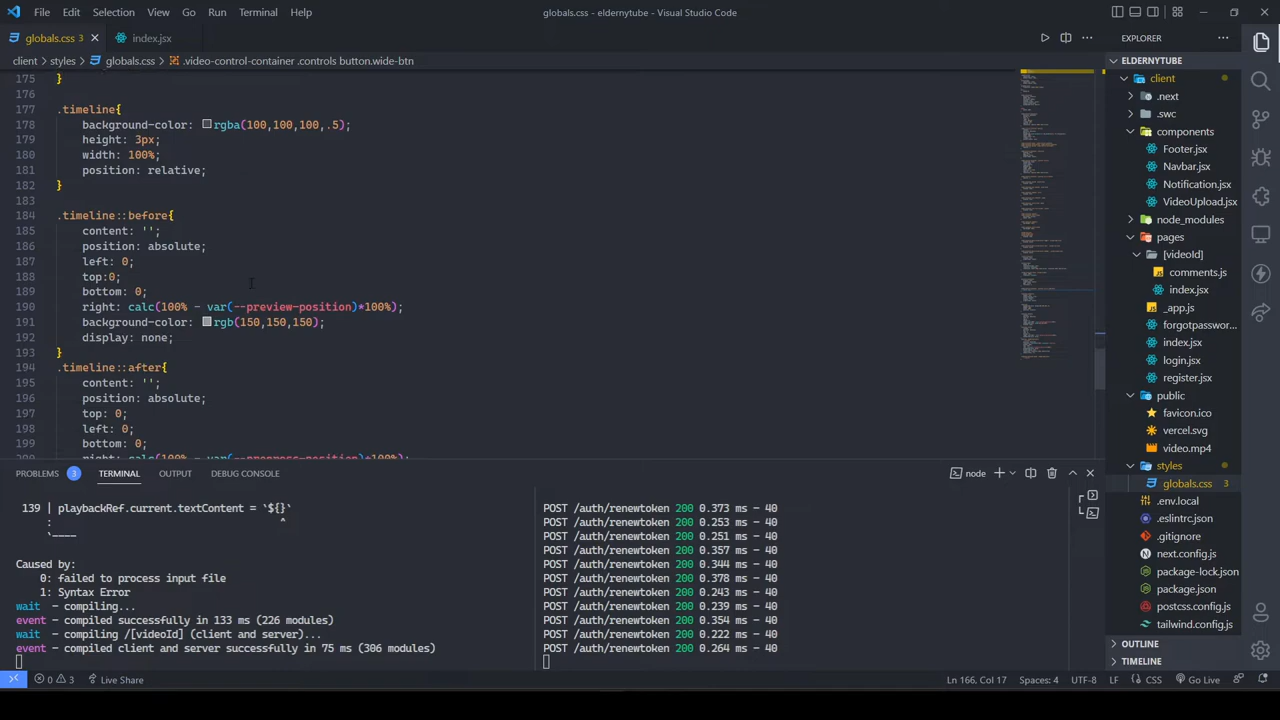 File Edit Selection View Go Run Terminal Help
globals.css - eldernytube - Visual Studio Code
globals.css 3
index.jsx
EXPLORER
client > styles > globals.css > .video-control-container .controls button.wide-btn
175 }
176
177 .timeline{
178 background-color: rgba(100,100,100,.5);
179 height: 3px;
180 width: 100%;
181 position: relative;
182 }
183
184 .timeline::before{
185 content: '';
186 position: absolute;
187 left: 0;
188 top:0;
189 bottom: 0;
190 right: calc(100% - var(--preview-position)*100%);
191 background-color: rgb(150,150,150);
192 display: none;
193 }
194 .timeline::after{
195 content: '';
196 position: absolute;
197 top: 0;
198 left: 0;
199 bottom: 0;
right: calc(100% - var(--progress-position)*100%);
ELDERNYTUBE
client
.next
.swc
components
Footer.jsx
Navbar.jsx
Notification.jsx
VideoUpload.jsx
node_modules
pages
[videoId]
comments.js
index.jsx
_app.js
forgotpasswor...
index.jsx
login.jsx
register.jsx
public
favicon.ico
vercel.svg
video.mp4
styles
globals.css 3
.env.local
.eslintrc.json
.gitignore
next.config.js
package-lock.json
package.json
postcss.config.js
tailwind.config.js
OUTLINE
TIMELINE
PROBLEMS 3 TERMINAL OUTPUT DEBUG CONSOLE
node
139 | playbackRef.current.textContent = `${}`
: ^
`----
Caused by:
0: failed to process input file
1: Syntax Error
wait - compiling...
event - compiled successfully in 133 ms (226 modules)
wait - compiling /[videoId] (client and server)...
event - compiled client and server successfully in 75 ms (306 modules)
POST /auth/renewtoken 200 0.373 ms - 40
POST /auth/renewtoken 200 0.253 ms - 40
POST /auth/renewtoken 200 0.251 ms - 40
POST /auth/renewtoken 200 0.357 ms - 40
POST /auth/renewtoken 200 0.344 ms - 40
POST /auth/renewtoken 200 0.378 ms - 40
POST /auth/renewtoken 200 0.243 ms - 40
POST /auth/renewtoken 200 0.239 ms - 40
POST /auth/renewtoken 200 0.354 ms - 40
POST /auth/renewtoken 200 0.222 ms - 40
POST /auth/renewtoken 200 0.264 ms - 40
0 3 Live Share
Ln 166, Col 17 Spaces: 4 UTF-8 LF CSS Go Live